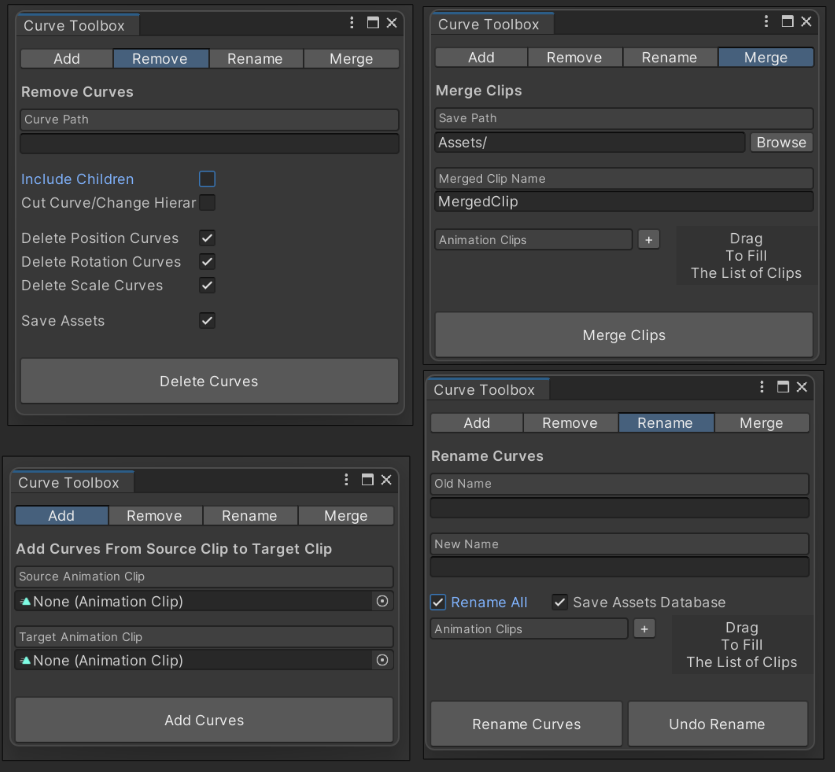 Curve Toolbox
Add Remove Rename Merge
Remove Curves
Curve Path
Include Children
Cut Curve/Change Hierar
Delete Position Curves
Delete Rotation Curves
Delete Scale Curves
Save Assets
Delete Curves
Curve Toolbox
Add Remove Rename Merge
Merge Clips
Save Path
Assets/ Browse
Merged Clip Name
MergedClip
Animation Clips +
Drag
To Fill
The List of Clips
Merge Clips
Curve Toolbox
Add Remove Rename Merge
Add Curves From Source Clip to Target Clip
Source Animation Clip
None (Animation Clip)
Target Animation Clip
None (Animation Clip)
Add Curves
Curve Toolbox
Add Remove Rename Merge
Rename Curves
Old Name
New Name
Rename All Save Assets Database
Animation Clips +
Drag
To Fill
The List of Clips
Rename Curves Undo Rename